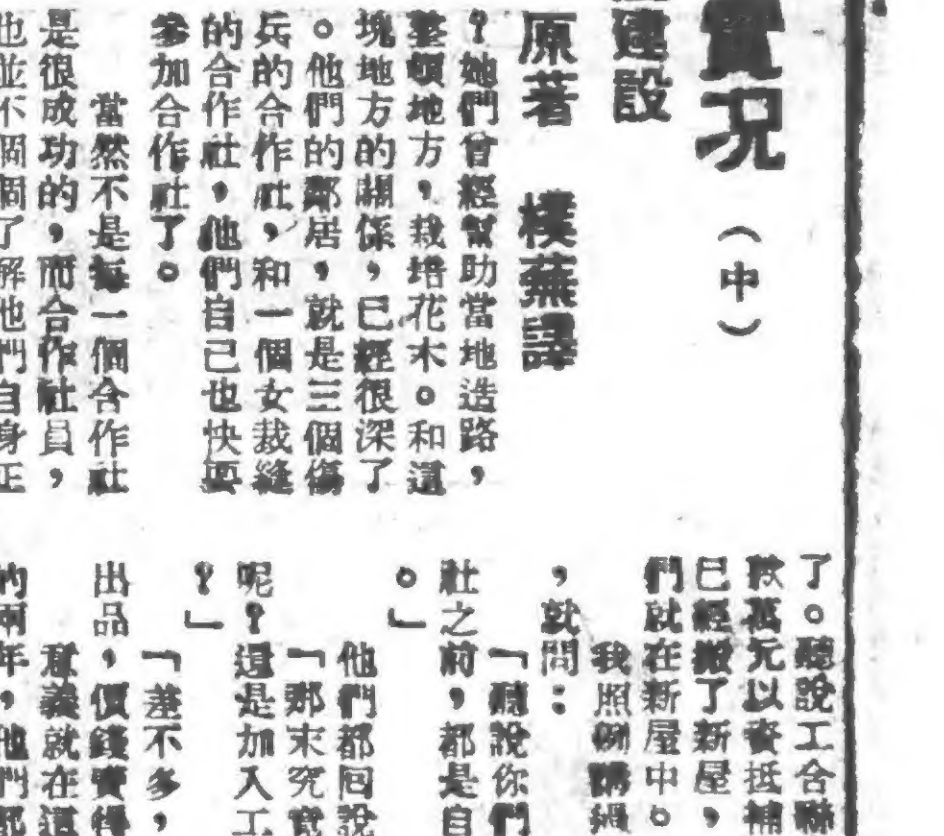 實況（中）
建設
原著　樸蕪譯
？她們曾經幫助當地造路，
整頓地方，栽培花木。和這
塊地方的關係，已經很深了
。他們的鄰居，就是三個傷
兵的合作社，和一個女裁縫
的合作社，他們自己也快要
參加合作社了。
當然不是每一個合作社
是很成功的，而合作社員，
也並不個個了解他們自身正
了。聽說工合聯
數萬元以資抵補
已經搬了新屋，
們就在新屋中。
我照例講過
，就問：
「聽說你們
社之前，都是自
。」
他們都回說
「那末究竟
呢？還是加入工
？」
「差不多，
出品，價錢賣得
意義就在這
的兩年，他們都